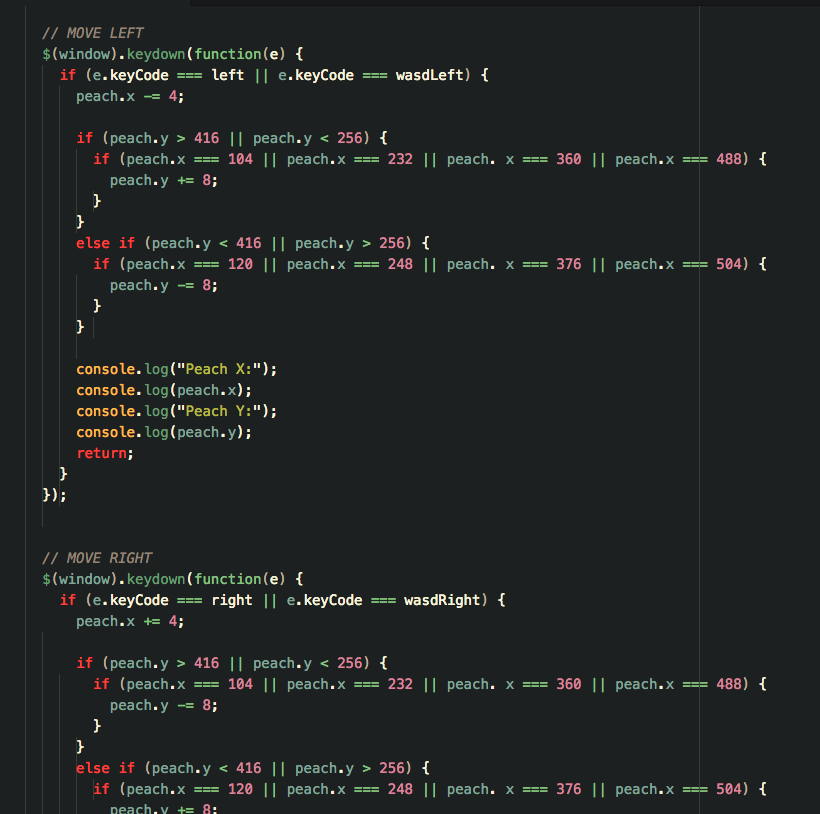 // MOVE LEFT
$(window).keydown(function(e) {
  if (e.keyCode === left || e.keyCode === wasdLeft) {
    peach.x -= 4;

    if (peach.y > 416 || peach.y < 256) {
      if (peach.x === 104 || peach.x === 232 || peach. x === 360 || peach.x === 488) {
        peach.y += 8;
      }
    }
    else if (peach.y < 416 || peach.y > 256) {
      if (peach.x === 120 || peach.x === 248 || peach. x === 376 || peach.x === 504) {
        peach.y -= 8;
      }
    }

    console.log("Peach X:");
    console.log(peach.x);
    console.log("Peach Y:");
    console.log(peach.y);
    return;
  }
});

// MOVE RIGHT
$(window).keydown(function(e) {
  if (e.keyCode === right || e.keyCode === wasdRight) {
    peach.x += 4;

    if (peach.y > 416 || peach.y < 256) {
      if (peach.x === 104 || peach.x === 232 || peach. x === 360 || peach.x === 488) {
        peach.y -= 8;
      }
    }
    else if (peach.y < 416 || peach.y > 256) {
      if (peach.x === 120 || peach.x === 248 || peach. x === 376 || peach.x === 504) {
        peach.y += 8;